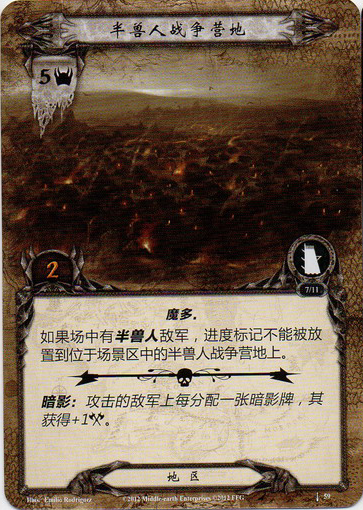 半兽人战争营地
5
2
7/11
魔多.
如果场中有半兽人敌军，进度标记不能被放
置到位于场景区中的半兽人战争营地上。
暗影：攻击的敌军上每分配一张暗影牌，其
获得+1。
地区
Illus. Emilio Rodriguez
©2012 Middle-earth Enterprises ©2012 FFG
59